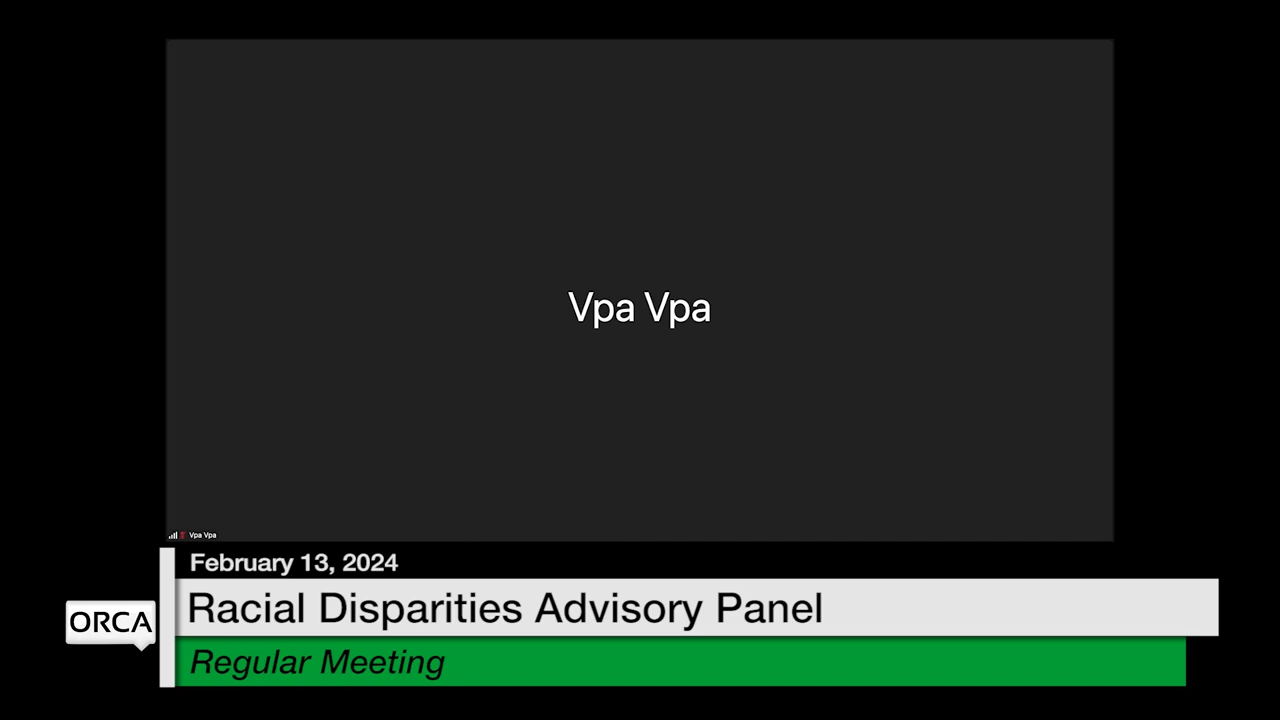 Vpa Vpa
Vpa Vpa
February 13, 2024
Racial Disparities Advisory Panel
ORCA
Regular Meeting